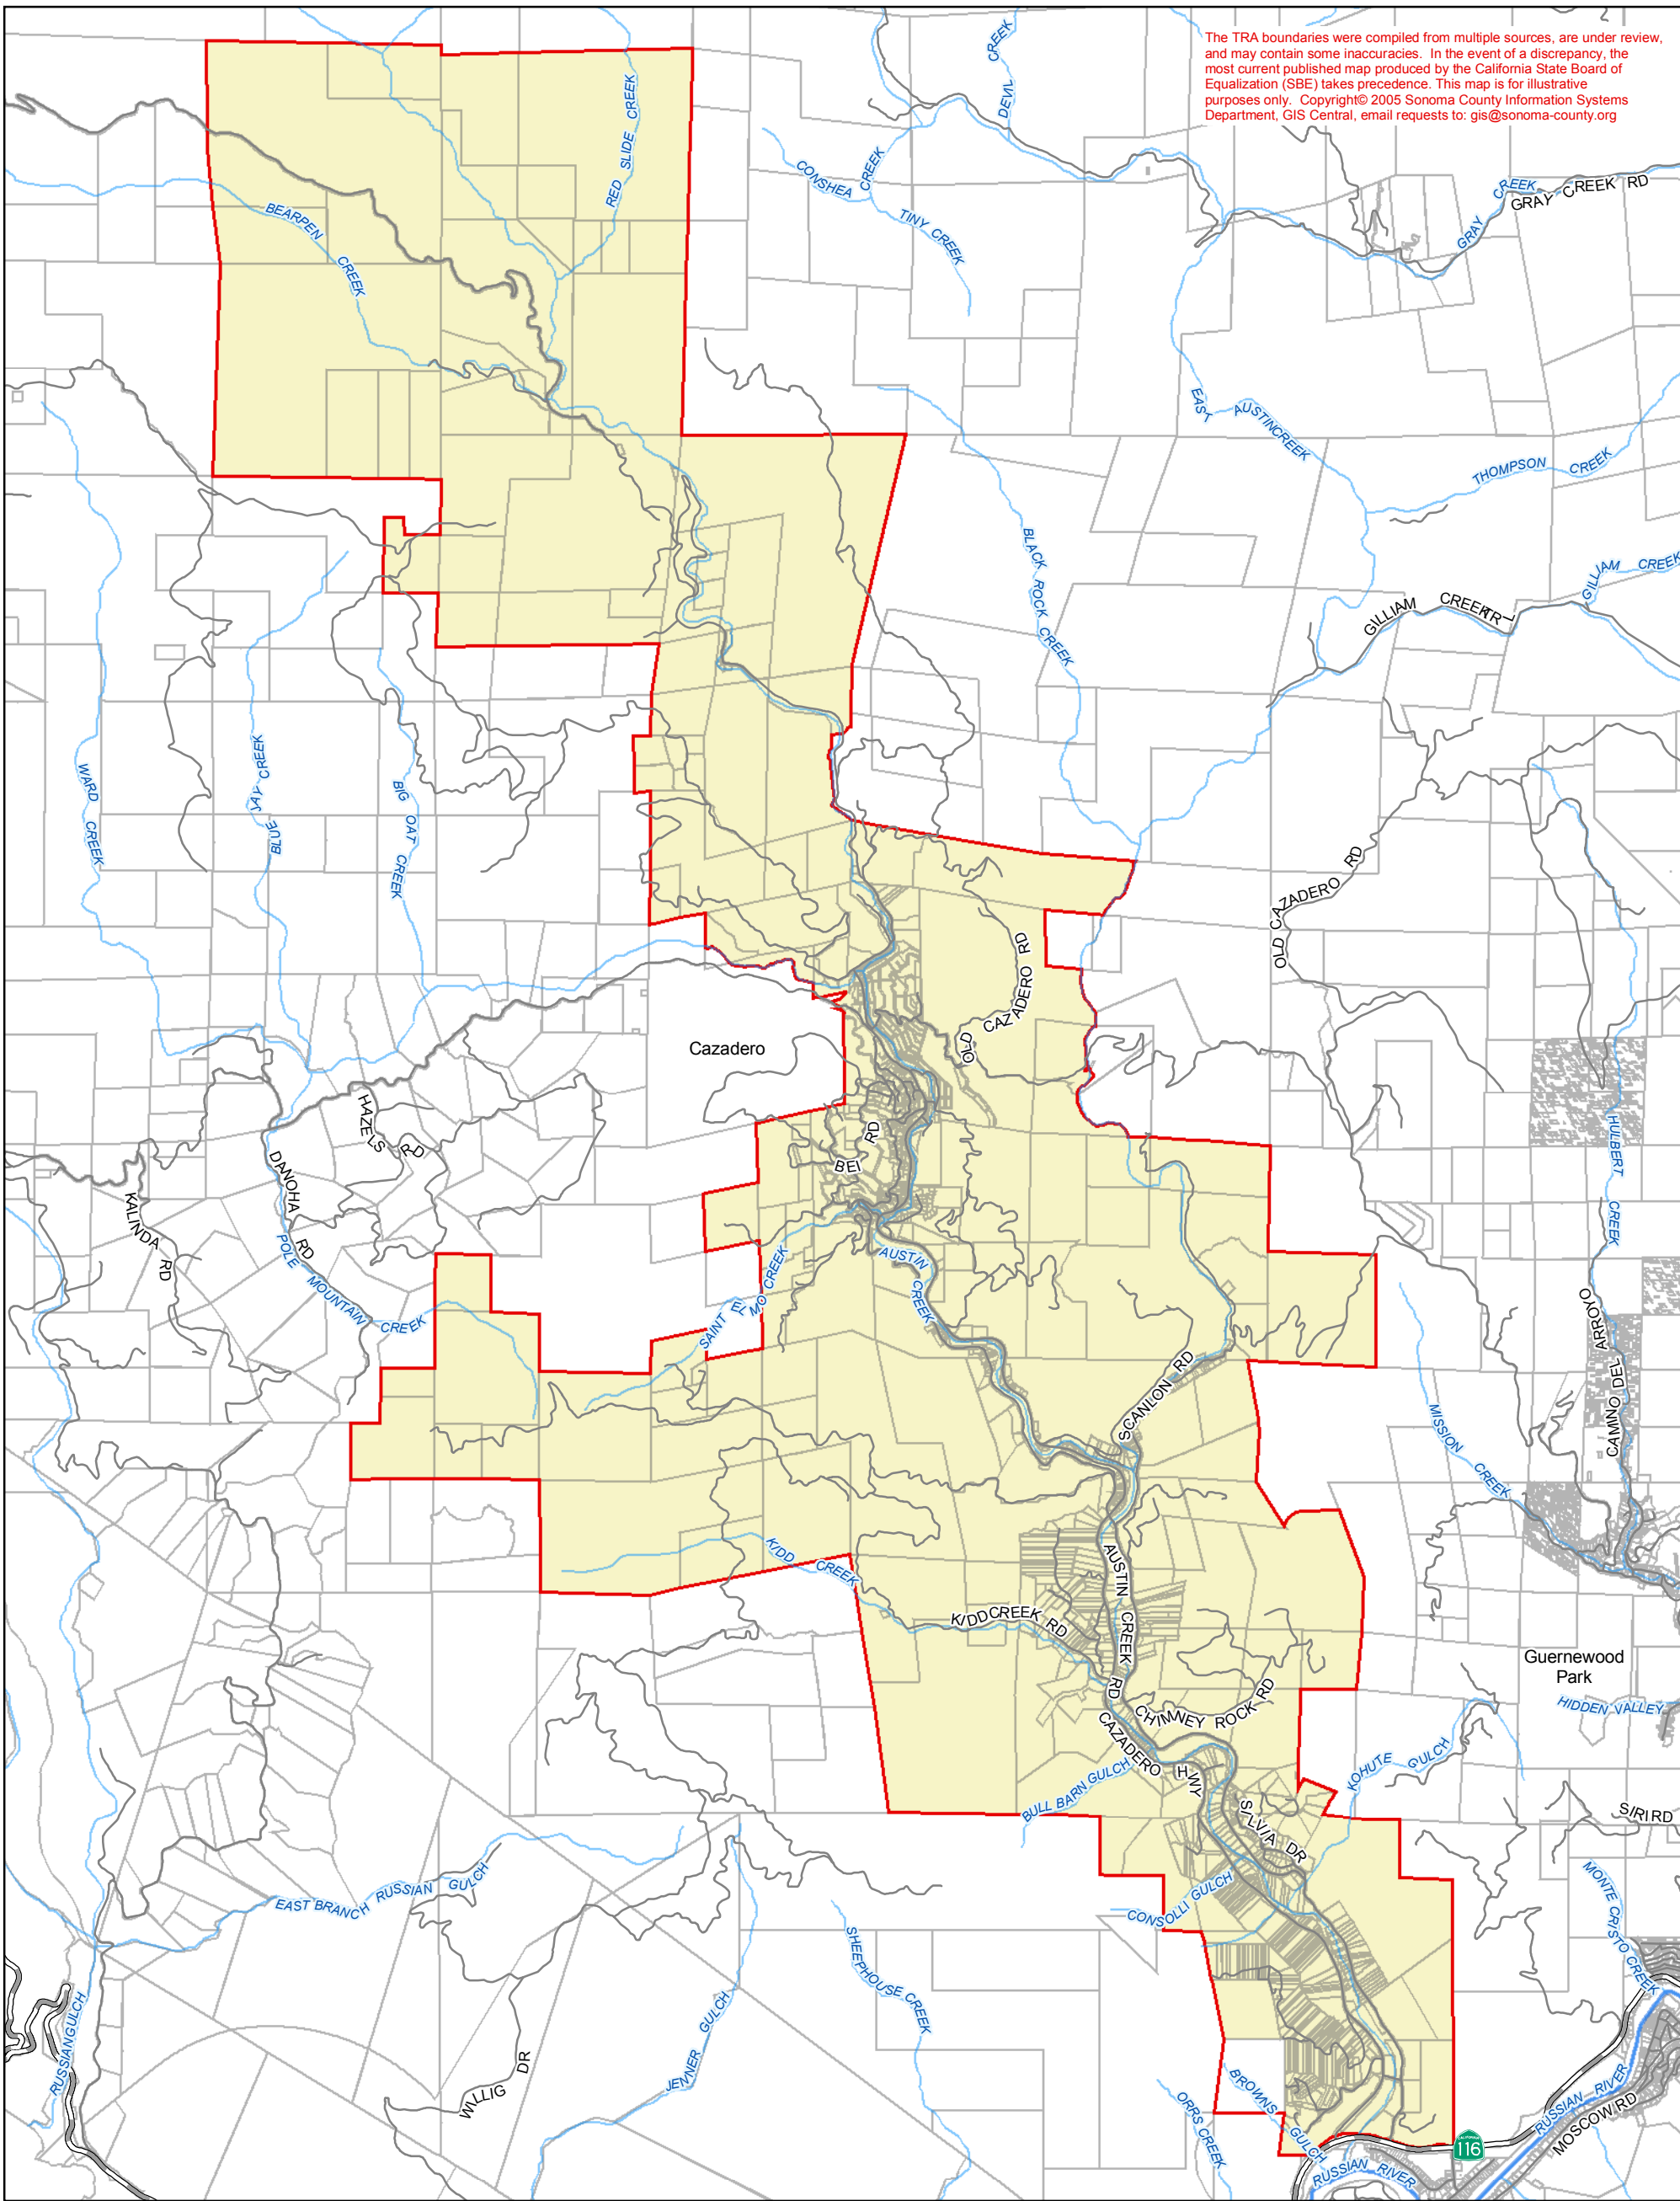 The TRA boundaries were compiled from multiple sources, are under review,
and may contain some inaccuracies. In the event of a discrepancy, the
most current published map produced by the California State Board of
Equalization (SBE) takes precedence. This map is for illustrative
purposes only. Copyright© 2005 Sonoma County Information Systems
Department, GIS Central, email requests to: gis@sonoma-county.org
DEVIL CREEK
RED SLIDE CREEK
CONSHEA CREEK
TINY CREEK
GRAY CREEK
GRAY CREEK RD
BEARPEN CREEK
EAST AUSTINCREEK
THOMPSON CREEK
BLACK ROCK CREEK
GILLIAM CREEK
GILLIAM CREEK TRL
WARD CREEK
BLUE JAY CREEK
BIG OAT CREEK
OLD CAZADERO RD
OLD CAZADERO RD
Cazadero
HAZELS RD
BEI RD
HULBERT CREEK
DANOHA RD
KALINDA RD
POLE MOUNTAIN CREEK
SAINT ELMO CREEK
AUSTIN CREEK
CAMINO DEL ARROYO
S CANLON RD
MISSION CREEK
KIDD CREEK
KIDD CREEK RD
AUSTIN CREEK RD
Guernewood
Park
HIDDEN VALLEY
CHIMNEY ROCK RD
CAZADERO HWY
KOHUTE GULCH
BULL BARN GULCH
SILVIA DR
SIRI RD
EAST BRANCH RUSSIAN GULCH
CONSOLLI GULCH
MONTE CRISTO CREEK
SHEEPHOUSE CREEK
RUSSIAN GULCH
JENNER GULCH
WILLIG DR
ORRS CREEK
BROWNS GULCH
CALIFORNIA
116
RUSSIAN RIVER
MOSCOW RD
RUSSIAN RIVER